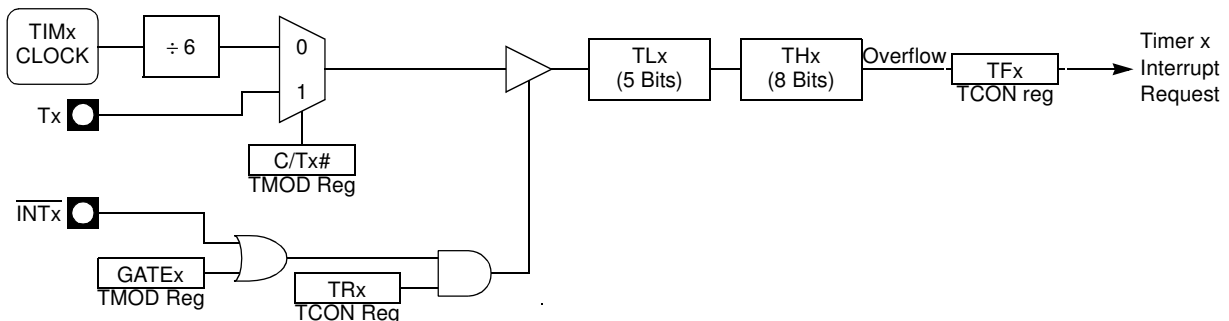 TIMx
CLOCK
÷ 6
0
1
Tx
C/Tx#
TMOD Reg
TLx
(5 Bits)
THx
(8 Bits)
Overflow
TFx
TCON reg
Timer x
Interrupt
Request
INTx
GATEx
TMOD Reg
TRx
TCON Reg